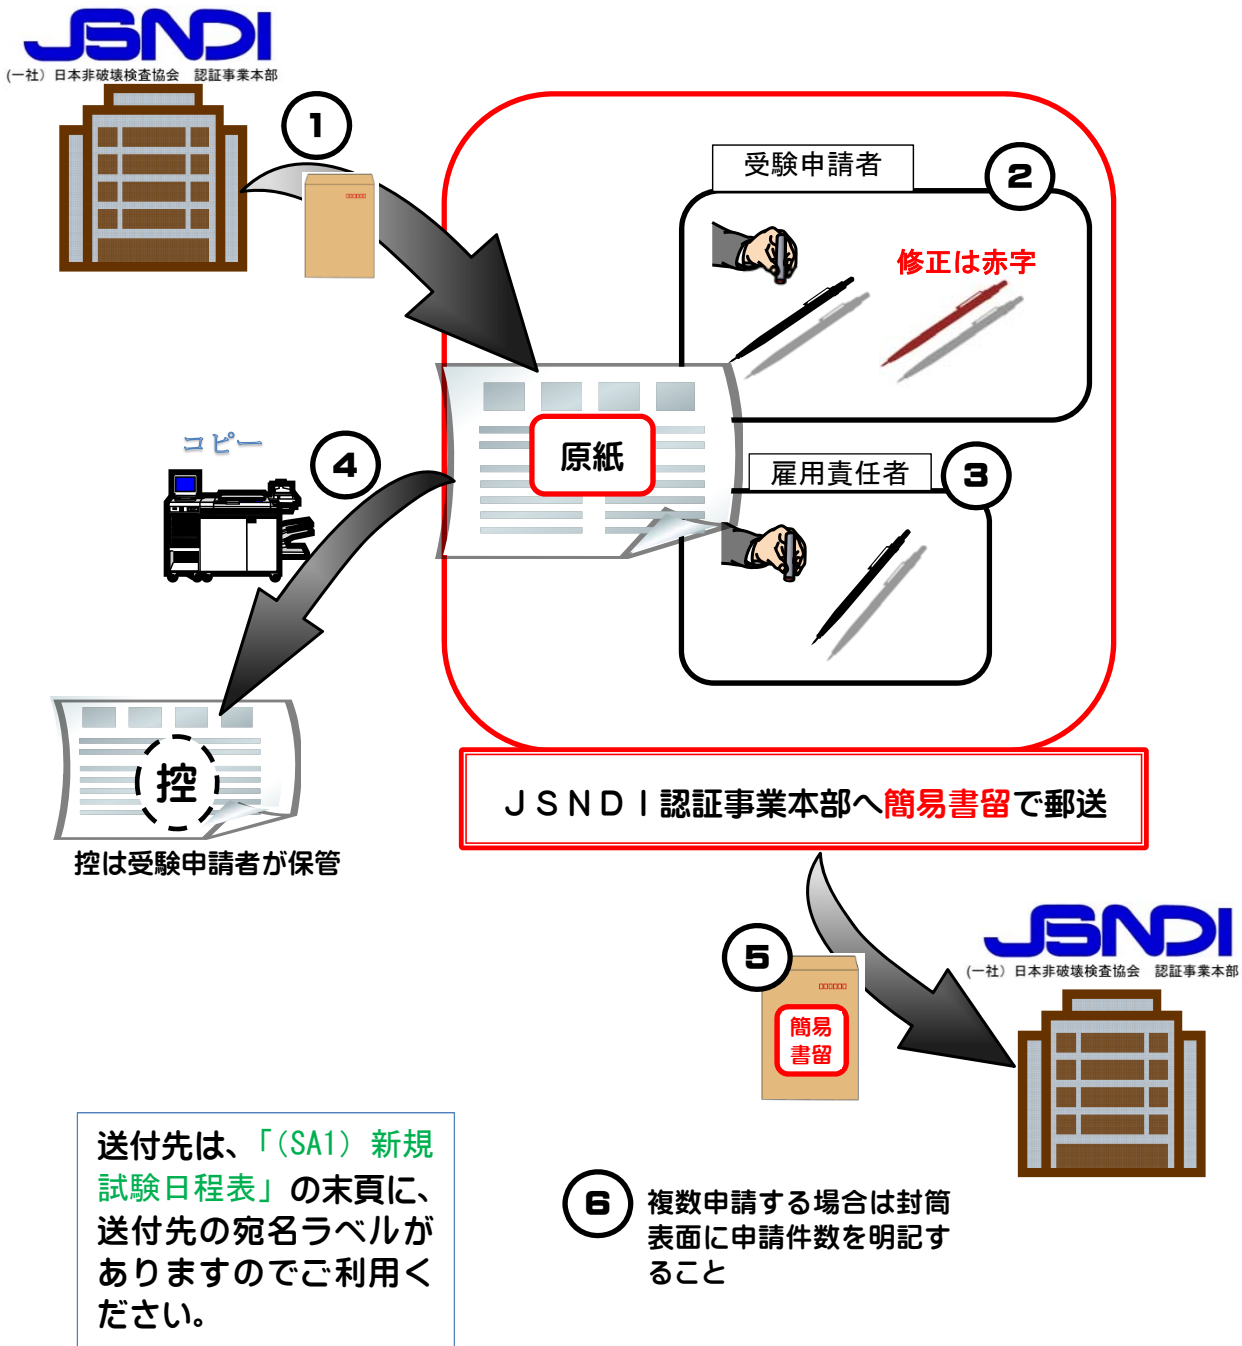 JSNDI
(一社）日本非破壊検査協会　認証事業本部
1
受験申請者
2
修正は赤字
コピー
4
原紙
雇用責任者
3
控
控は受験申請者が保管
ＪＳＮＤＩ認証事業本部へ簡易書留で郵送
5
簡易
書留
JSNDI
(一社）日本非破壊検査協会　認証事業本部
送付先は、「(SA1) 新規
試験日程表」の末頁に、
送付先の宛名ラベルが
ありますのでご利用く
ださい。
6
複数申請する場合は封筒
表面に申請件数を明記す
ること